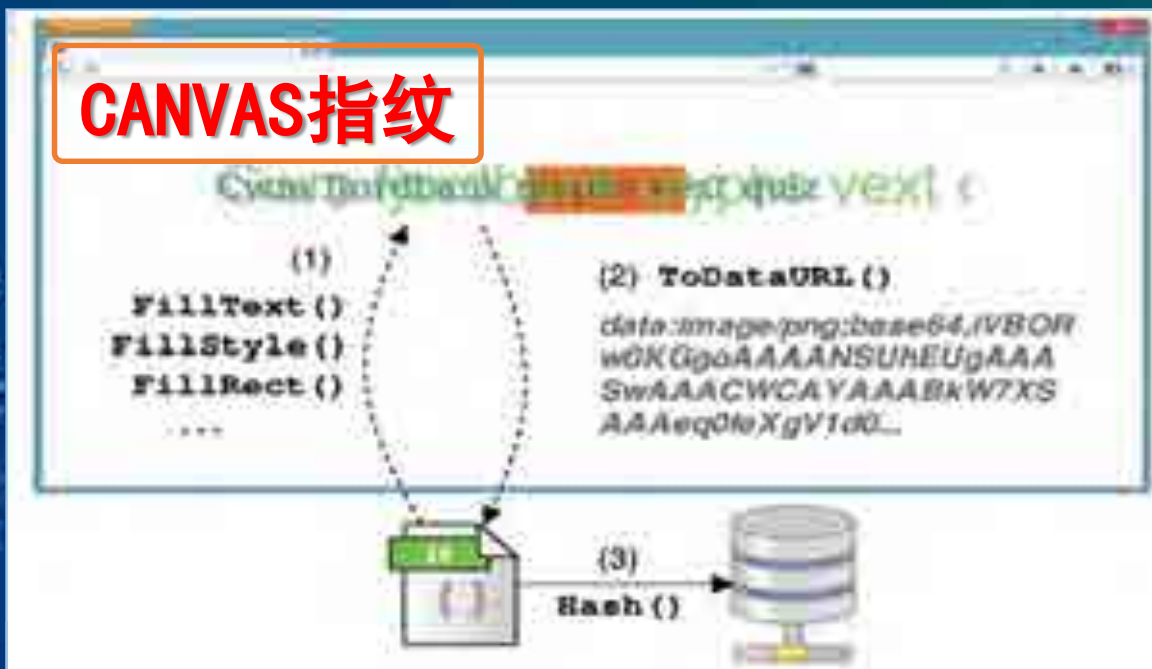 CANVAS指纹
vext
(1)
FillText()
FillStyle()
FillRect()
...
(2) ToDataURL()
data:image/png;base64,iVBOR
w0KGgoAAAANSUhEUgAAA
SwAAACWCAYAAABkW7XS
AAAeq0leXgV1d0...
(3)
Hash()